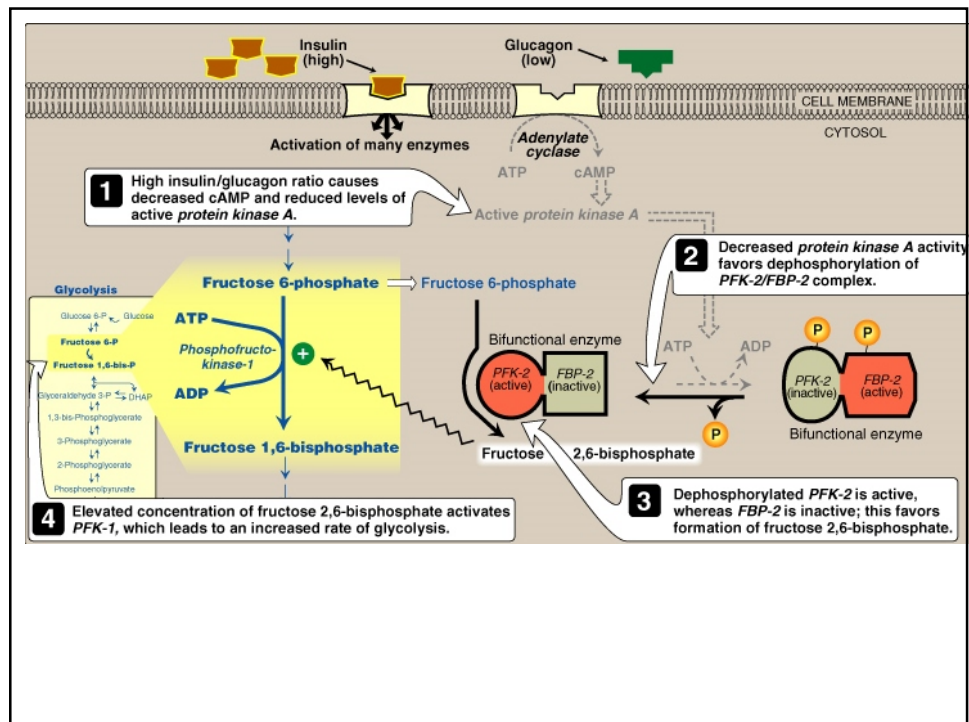 Insulin
(high)
Glucagon
(low)
CELL MEMBRANE
CYTOSOL
Activation of many enzymes
Adenylate
cyclase
ATP
cAMP
Active protein kinase A
1
High insulin/glucagon ratio causes
decreased cAMP and reduced levels of
active protein kinase A.
2
Decreased protein kinase A activity
favors dephosphorylation of
PFK-2/FBP-2 complex.
Fructose 6-phosphate
Fructose 6-phosphate
Glycolysis
Glucose 6-P
Glucose
Fructose 6-P
Fructose 1,6-bis-P
Glyceraldehyde 3-P
DHAP
1,3-bis-Phosphoglycerate
3-Phosphoglycerate
2-Phosphoglycerate
Phosphoenolpyruvate
ATP
Phosphofructo-
kinase-1
+
ADP
Fructose 1,6-bisphosphate
Bifunctional enzyme
PFK-2
(active)
FBP-2
(inactive)
Fructose 2,6-bisphosphate
ATP
ADP
P
P
P
PFK-2
(inactive)
FBP-2
(active)
Bifunctional enzyme
3
Dephosphorylated PFK-2 is active,
whereas FBP-2 is inactive; this favors
formation of fructose 2,6-bisphosphate.
4
Elevated concentration of fructose 2,6-bisphosphate activates
PFK-1, which leads to an increased rate of glycolysis.